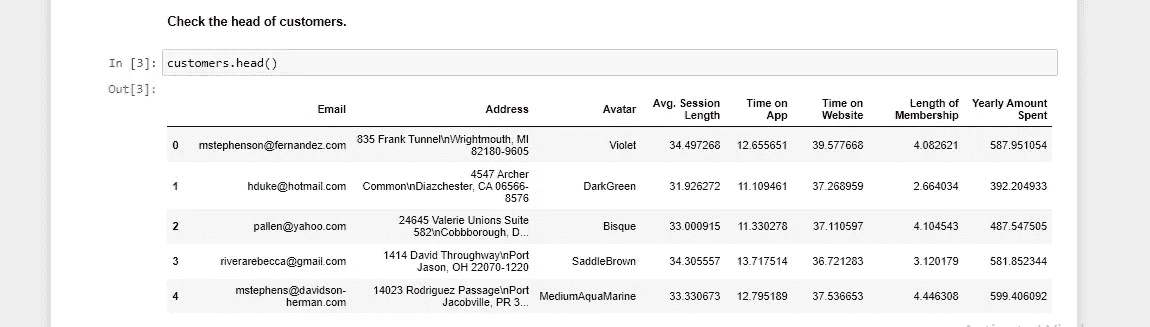 Check the head of customers.
In [3]: customers.head()
Out[3]:
Email Address Avatar Avg. Session Length Time on App Time on Website Length of Membership Yearly Amount Spent
0 mstephenson@fernandez.com 835 Frank Tunnel\nWrightmouth, MI 82180-9605 Violet 34.497268 12.655651 39.577668 4.082621 587.951054
1 hduke@hotmail.com 4547 Archer Common\nDiazchester, CA 06566-8576 DarkGreen 31.926272 11.109461 37.268959 2.664034 392.204933
2 pallen@yahoo.com 24645 Valerie Unions Suite 582\nCobbborough, D... Bisque 33.000915 11.330278 37.110597 4.104543 487.547505
3 riverarebecca@gmail.com 1414 David Throughway\nPort Jason, OH 22070-1220 SaddleBrown 34.305557 13.717514 36.721283 3.120179 581.852344
4 mstephens@davidson-herman.com 14023 Rodriguez Passage\nPort Jacobville, PR 3... MediumAquaMarine 33.330673 12.795189 37.536653 4.446308 599.406092